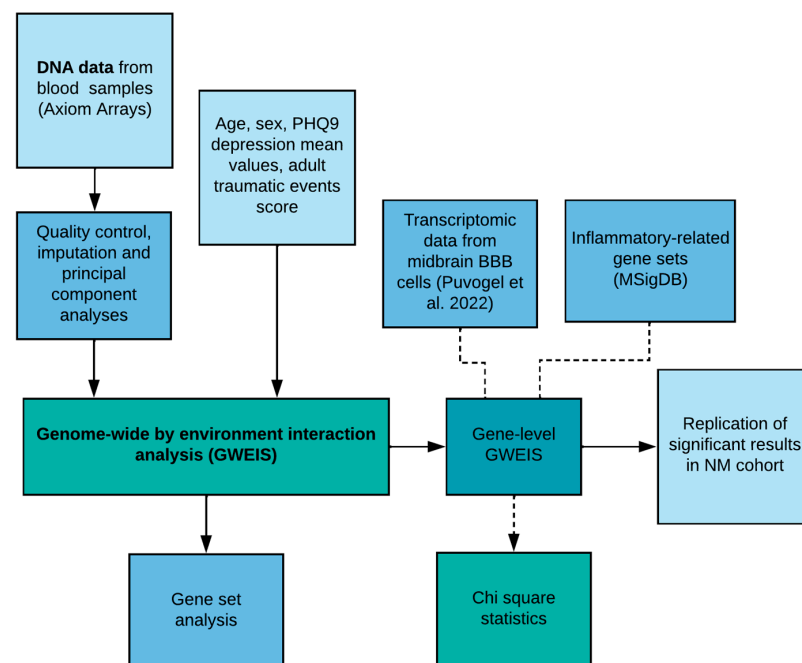 DNA data from
blood samples
(Axiom Arrays)
Age, sex, PHQ9
depression mean
values, adult
traumatic events
score
Quality control,
imputation and
principal
component
analyses
Transcriptomic
data from
midbrain BBB
cells (Puvogel et
al. 2022)
Inflammatory-related
gene sets
(MSigDB)
Genome-wide by environment interaction
analysis (GWEIS)
Gene-level
GWEIS
Replication of
significant results
in NM cohort
Gene set
analysis
Chi square
statistics